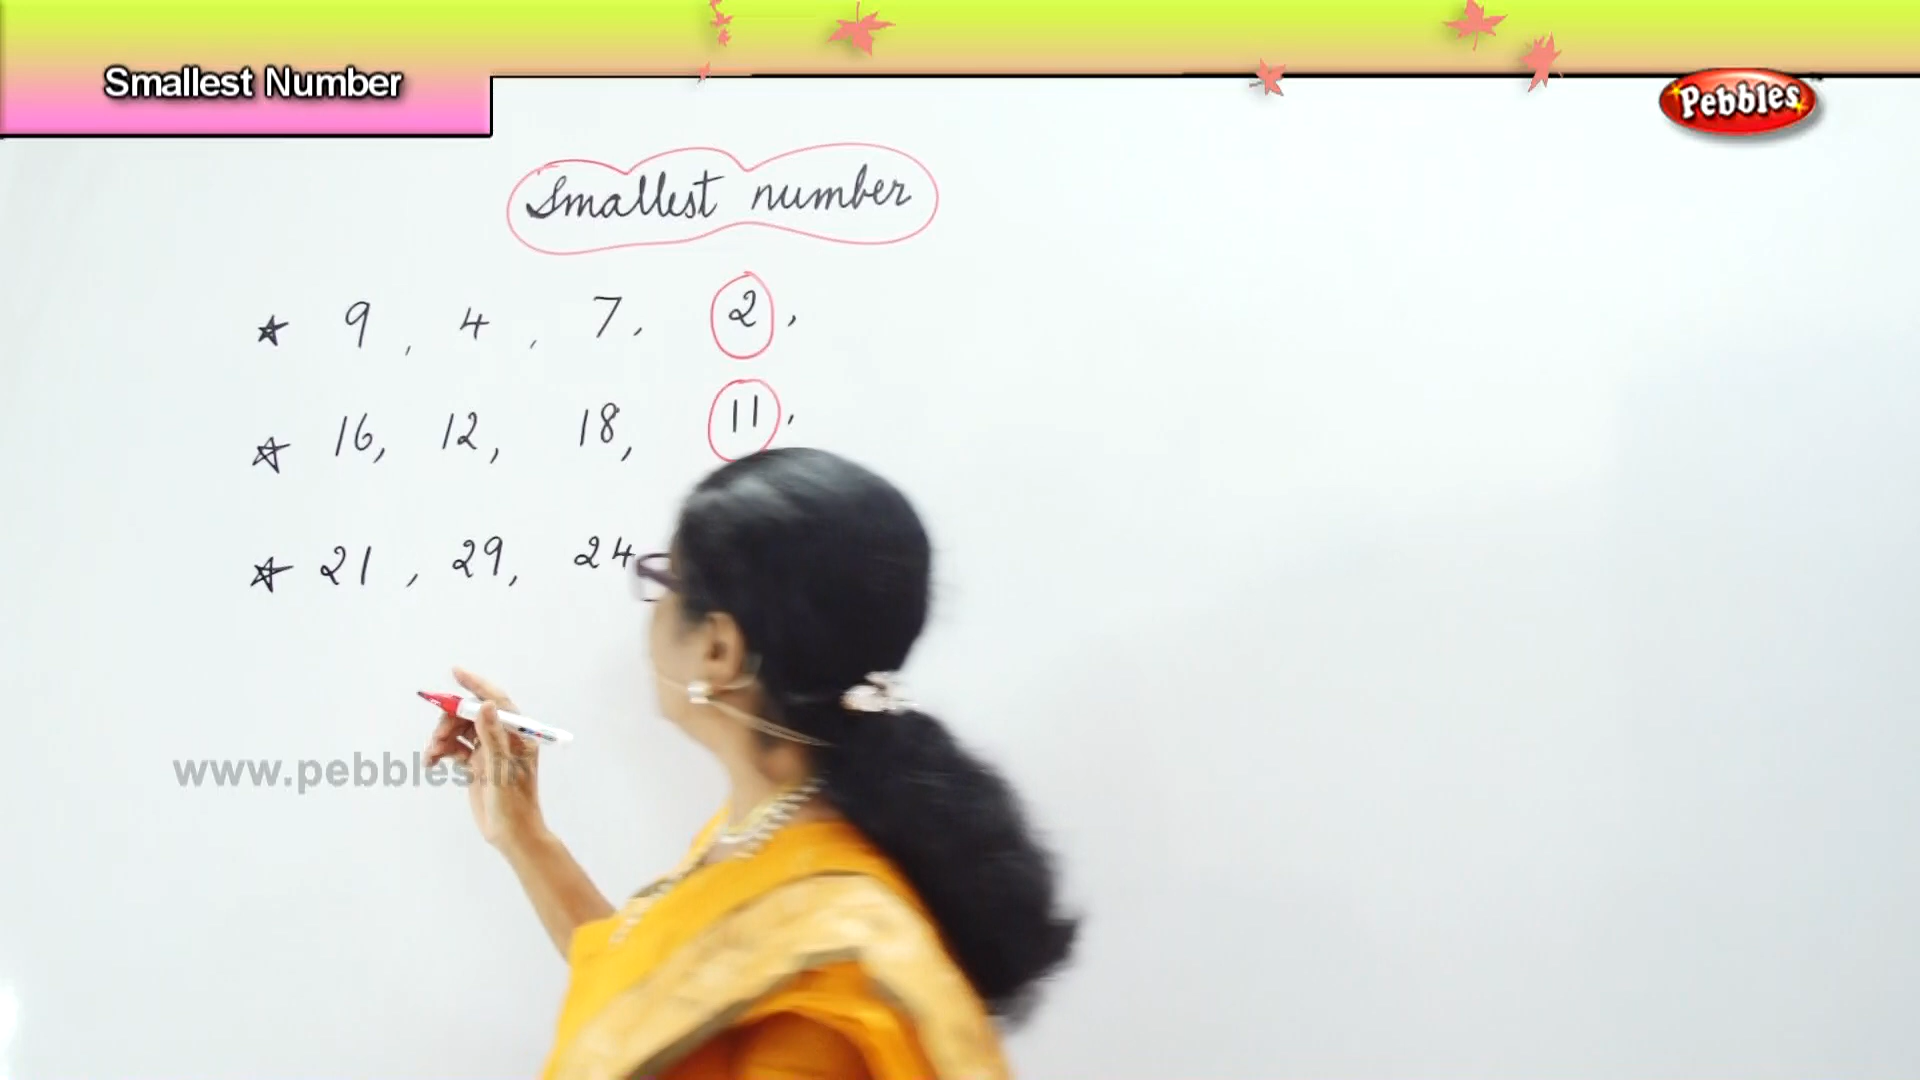 Smallest Number
Pebbles
Smallest number
9, 4, 7, 2,
16, 12, 18, 11,
21, 29, 24
www.pebbles.in